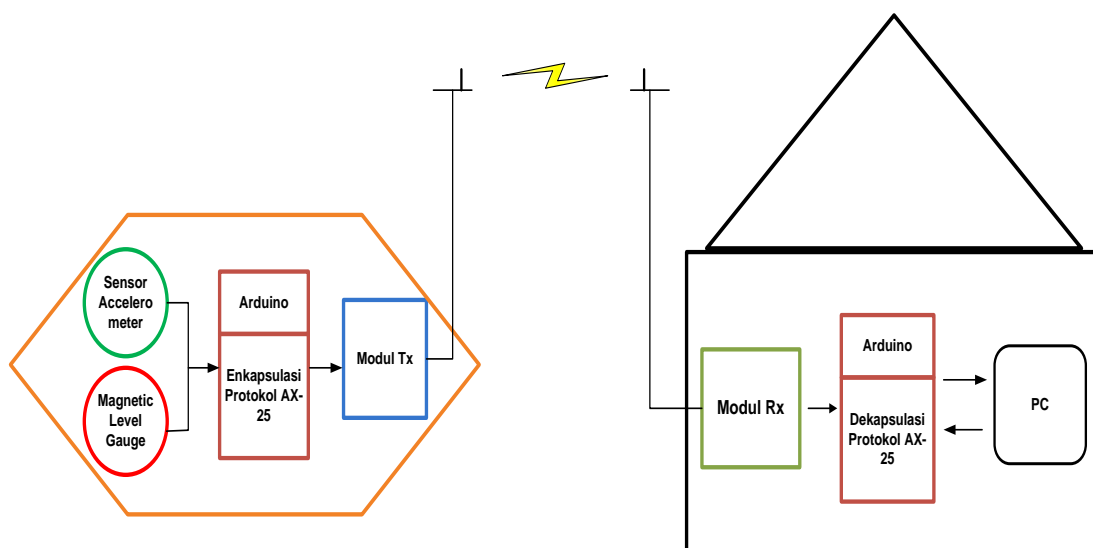 Sensor
Accelero
meter
Magnetic
Level
Gauge
Arduino
Enkapsulasi
Protokol AX-
25
Modul Tx
Modul Rx
Arduino
Dekapsulasi
Protokol AX-
25
PC